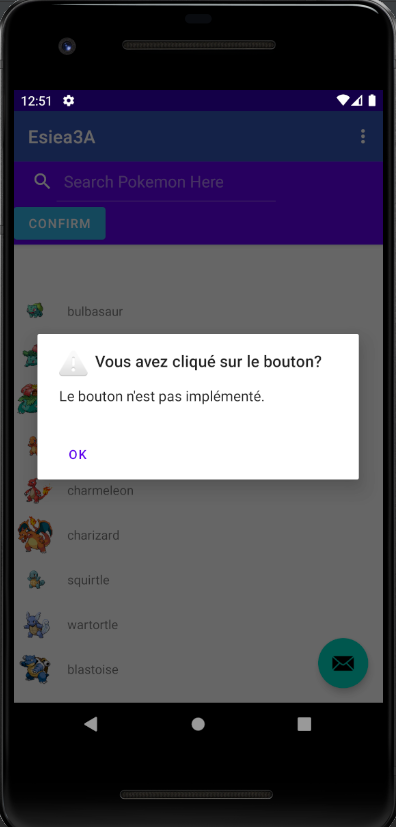 12:51
Esiea3A
Search Pokemon Here
CONFIRM
bulbasaur
Vous avez cliqué sur le bouton?
Le bouton n'est pas implémenté.
OK
charmeleon
charizard
squirtle
wartortle
blastoise